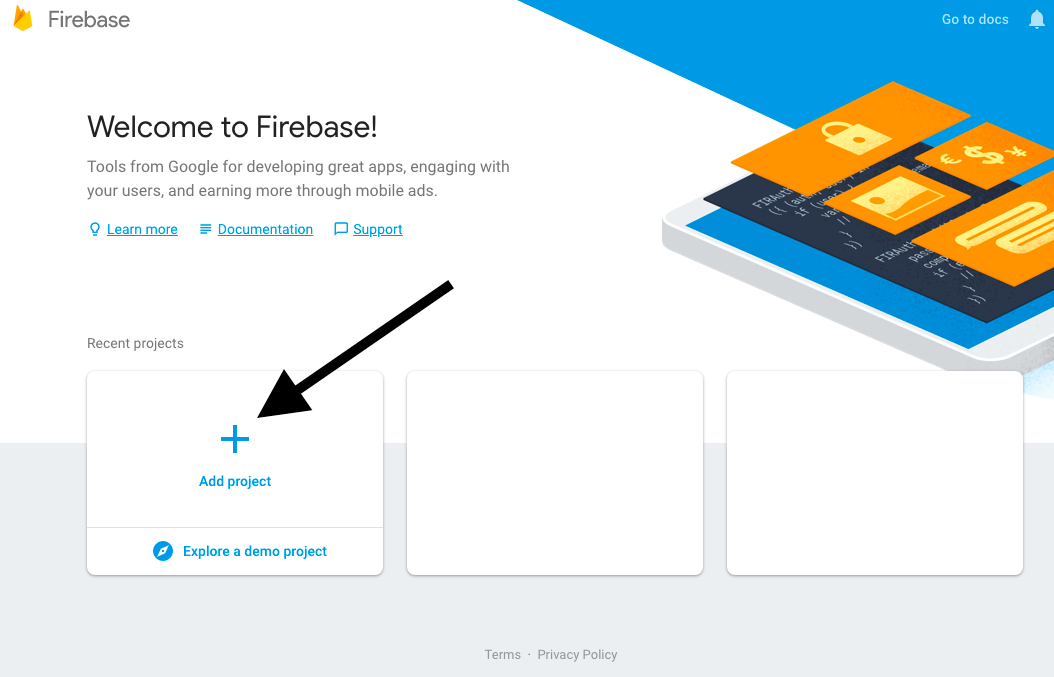 Firebase
Go to docs
Welcome to Firebase!
Tools from Google for developing great apps, engaging with
your users, and earning more through mobile ads.
Learn more
Documentation
Support
Recent projects
Add project
Explore a demo project
Terms · Privacy Policy